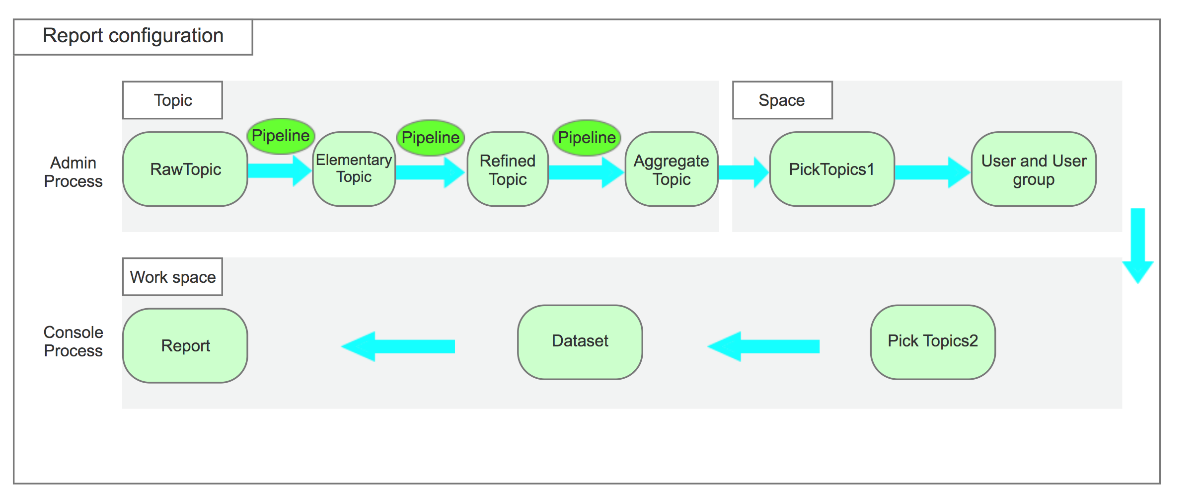 Report configuration
Topic
Space
Pipeline
Pipeline
Pipeline
Admin
Process
RawTopic
Elementary
Topic
Refined
Topic
Aggregate
Topic
PickTopics1
User and User
group
Work space
Console
Process
Report
Dataset
Pick Topics2